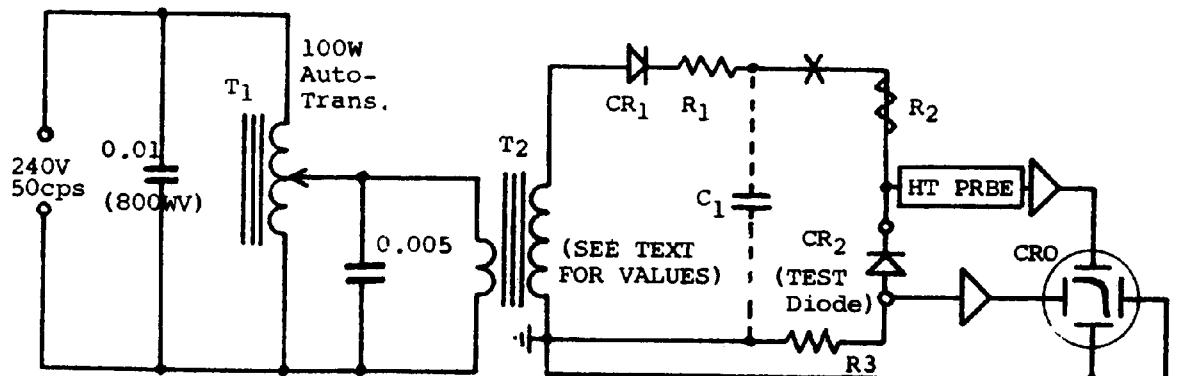 100W
Auto-
Trans.
T1
240V
50cps
0.01
(800WV)
0.005
T2
(SEE TEXT
FOR VALUES)
CR1
R1
C1
R2
HT PRBE
CR2
(TEST
Diode)
R3
CRO